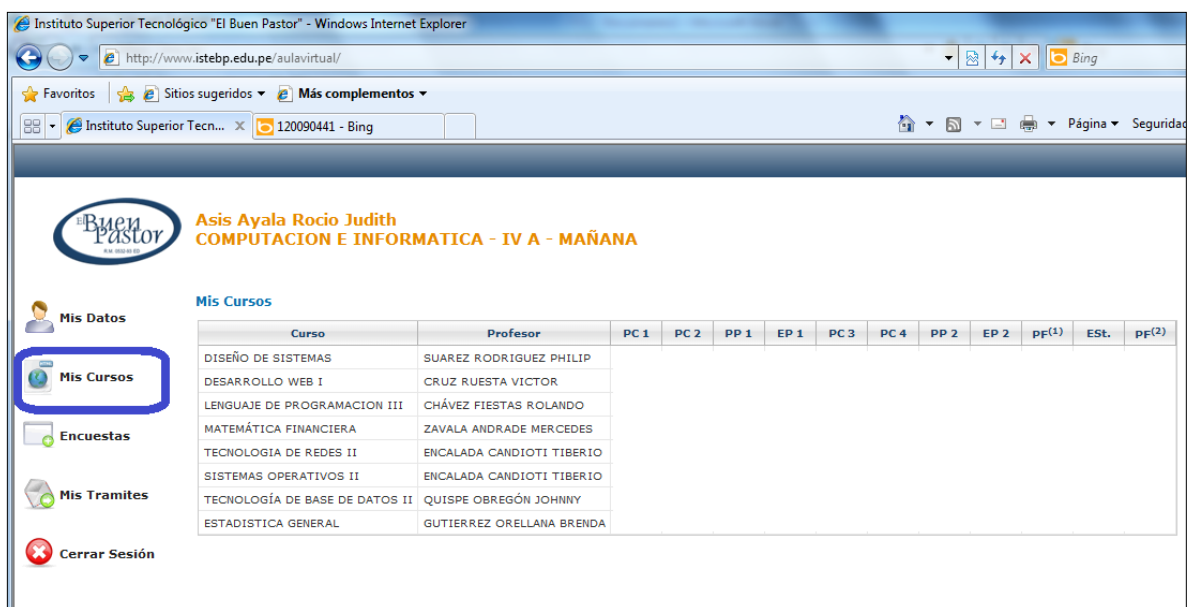 Instituto Superior Tecnológico "El Buen Pastor" - Windows Internet Explorer
http://www.istebp.edu.pe/aulavirtual/
Bing
Favoritos Sitios sugeridos Más complementos
Instituto Superior Tecn... X 120090441 - Bing Página Seguridad
El Buen Pastor
Asis Ayala Rocio Judith
COMPUTACION E INFORMATICA - IV A - MAÑANA
Mis Datos
Mis Cursos
Encuestas
Mis Tramites
Cerrar Sesión
Mis Cursos
Curso Profesor PC 1 PC 2 PP 1 EP 1 PC 3 PC 4 PP 2 EP 2 PF(1) ESt. PF(2)
DISEÑO DE SISTEMAS SUAREZ RODRIGUEZ PHILIP
DESARROLLO WEB I CRUZ RUESTA VICTOR
LENGUAJE DE PROGRAMACION III CHÁVEZ FIESTAS ROLANDO
MATEMÁTICA FINANCIERA ZAVALA ANDRADE MERCEDES
TECNOLOGIA DE REDES II ENCALADA CANDIOTI TIBERIO
SISTEMAS OPERATIVOS II ENCALADA CANDIOTI TIBERIO
TECNOLOGÍA DE BASE DE DATOS II QUISPE OBREGÓN JOHNNY
ESTADISTICA GENERAL GUTIERREZ ORELLANA BRENDA